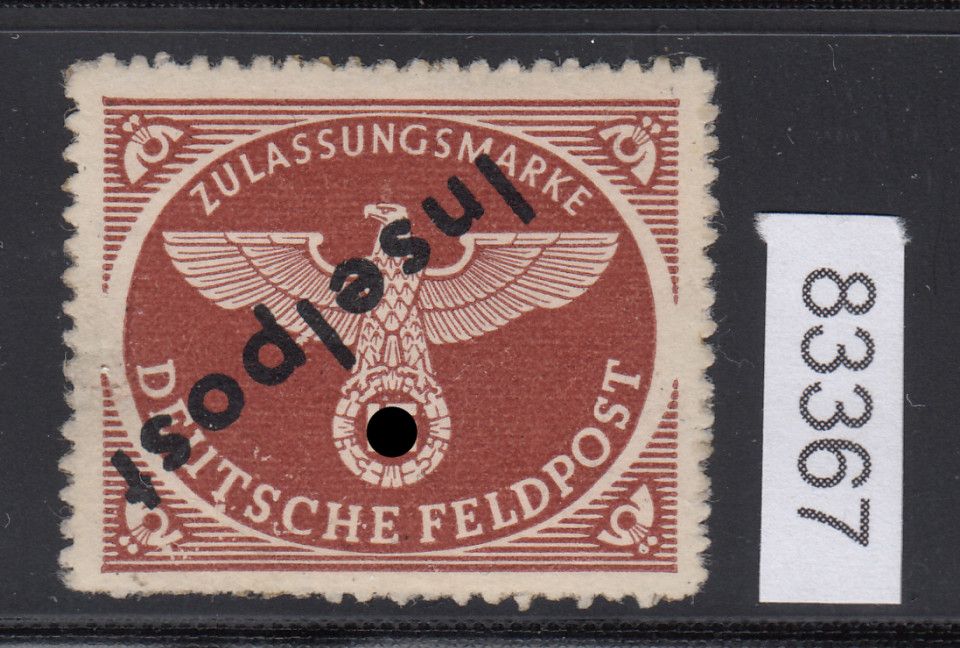 ZULASSUNGSMARKE
Inselpost
DEUTSCHE FELDPOST
83367